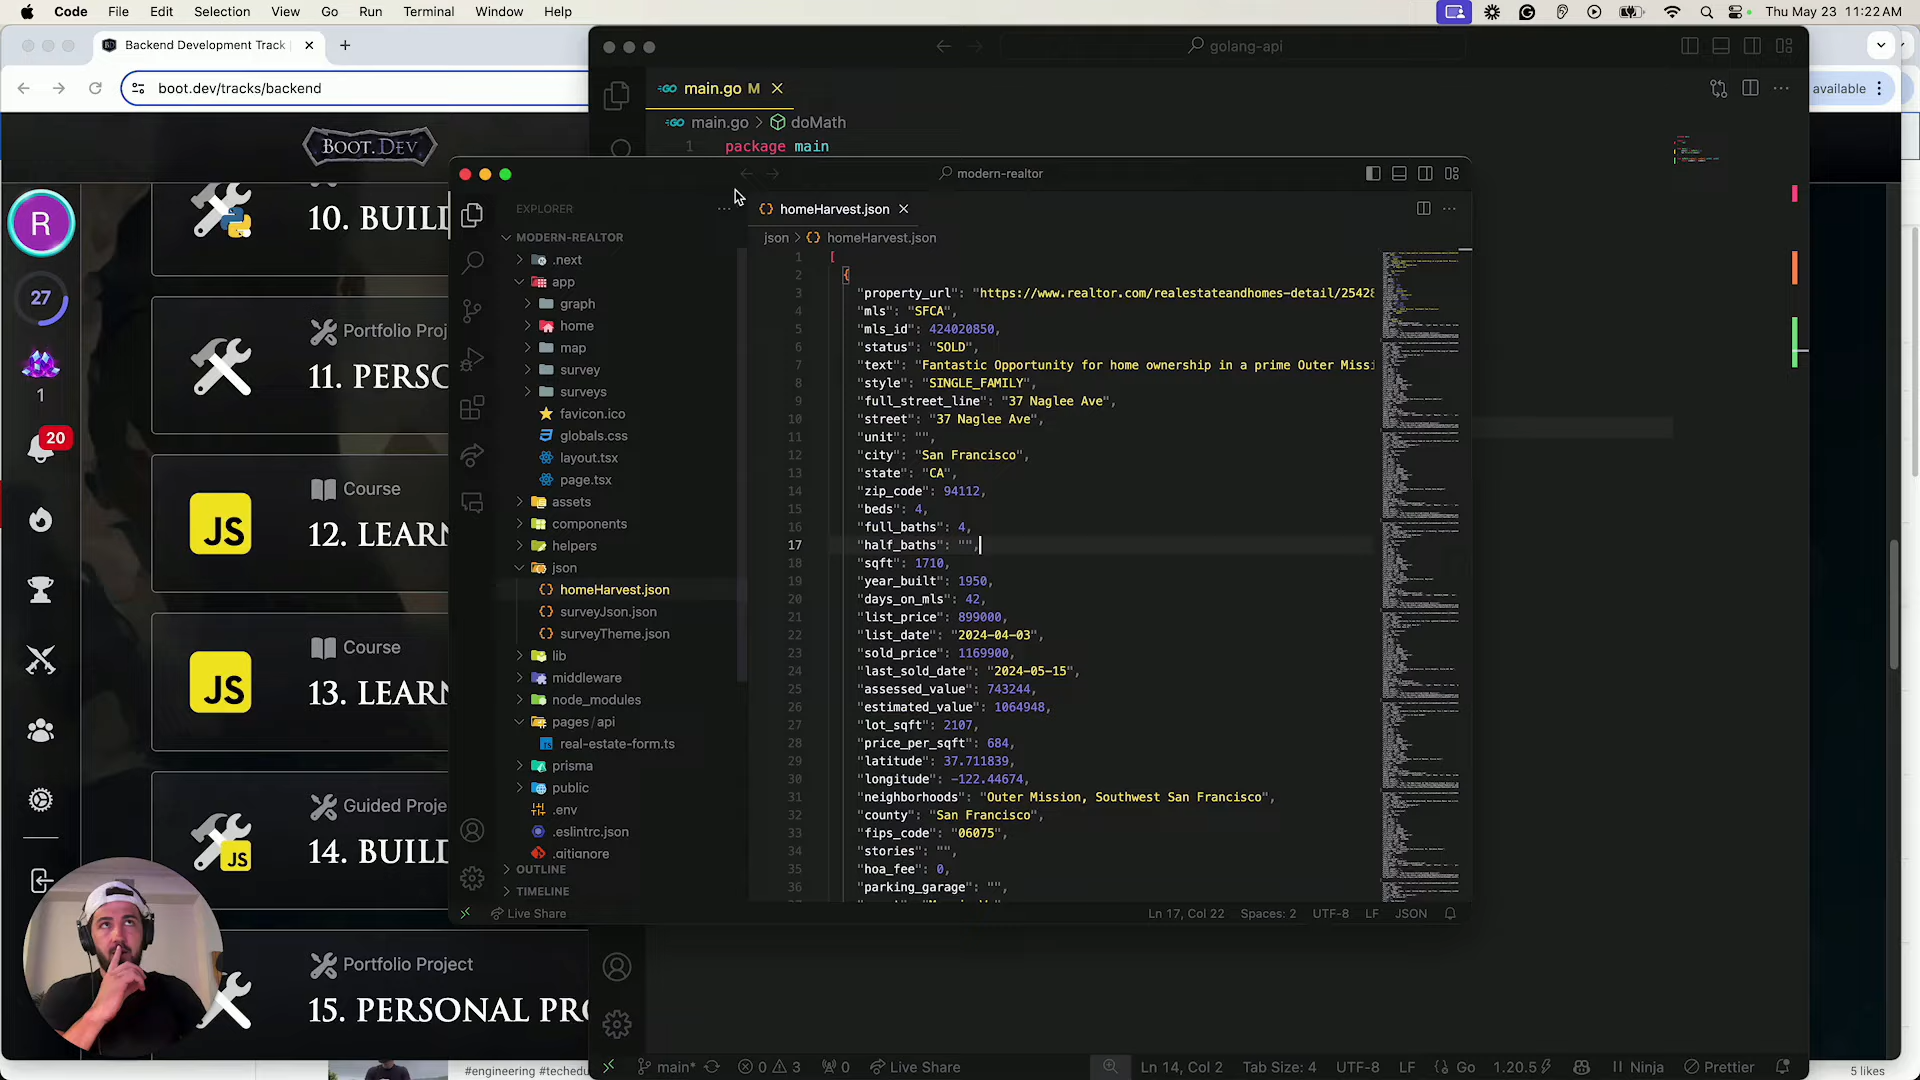 Code File Edit Selection View Go Run Terminal Window Help
Thu May 23 11:22 AM
Backend Development Track
boot.dev/tracks/backend
available
BOOT.DEV
R
27
1
20
10. BUILD
Portfolio Proj
11. PERSO
Course
12. LEARN
JS
Course
13. LEARN
JS
Guided Proje
14. BUILD
JS
Portfolio Project
15. PERSONAL PRO
#engineering #techedu
5 likes
golang-api
main.go M
main.go > doMath
1 package main
modern-realtor
EXPLORER
MODERN-REALTOR
.next
app
graph
home
map
survey
surveys
favicon.ico
globals.css
layout.tsx
page.tsx
assets
components
helpers
json
homeHarvest.json
surveyJson.json
surveyTheme.json
lib
middleware
node_modules
pages/api
real-estate-form.ts
prisma
public
.env
.eslintrc.json
.gitignore
OUTLINE
TIMELINE
Live Share
homeHarvest.json
json > homeHarvest.json
1 [
2 {
3 "property_url": "https://www.realtor.com/realestateandhomes-detail/25428
4 "mls": "SFCA",
5 "mls_id": 424020850,
6 "status": "SOLD",
7 "text": "Fantastic Opportunity for home ownership in a prime Outer Missi
8 "style": "SINGLE_FAMILY",
9 "full_street_line": "37 Naglee Ave",
10 "street": "37 Naglee Ave",
11 "unit": "",
12 "city": "San Francisco",
13 "state": "CA",
14 "zip_code": 94112,
15 "beds": 4,
16 "full_baths": 4,
17 "half_baths": "",
18 "sqft": 1710,
19 "year_built": 1950,
20 "days_on_mls": 42,
21 "list_price": 899000,
22 "list_date": "2024-04-03",
23 "sold_price": 1169900,
24 "last_sold_date": "2024-05-15",
25 "assessed_value": 743244,
26 "estimated_value": 1064948,
27 "lot_sqft": 2107,
28 "price_per_sqft": 684,
29 "latitude": 37.711839,
30 "longitude": -122.44674,
31 "neighborhoods": "Outer Mission, Southwest San Francisco",
32 "county": "San Francisco",
33 "fips_code": "06075",
34 "stories": "",
35 "hoa_fee": 0,
36 "parking_garage": "",
Ln 17, Col 22 Spaces: 2 UTF-8 LF JSON
main* 0 3 0 Live Share
Ln 14, Col 2 Tab Size: 4 UTF-8 LF Go 1.20.5 Ninja Prettier